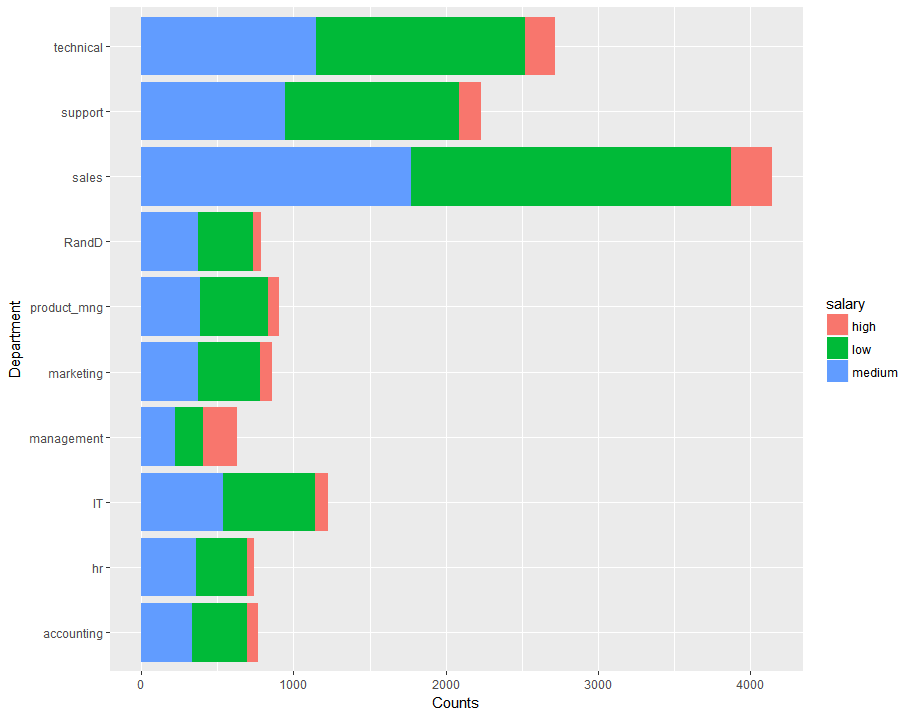 technical
support
sales
RandD
product_mng
marketing
management
IT
hr
accounting
Department
0 1000 2000 3000 4000
Counts
salary
high
low
medium